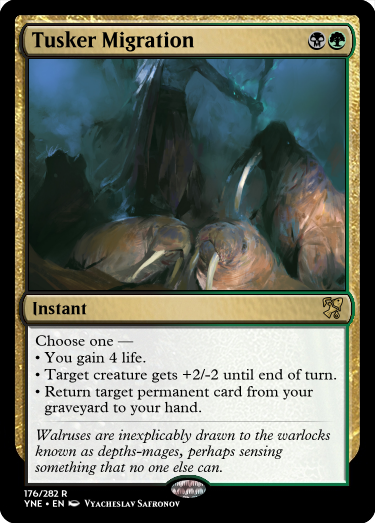 Tusker Migration
Instant
Choose one —
• You gain 4 life.
• Target creature gets +2/-2 until end of turn.
• Return target permanent card from your
graveyard to your hand.
Walruses are inexplicably drawn to the warlocks
known as depths-mages, perhaps sensing
something that no one else can.
176/282 R
YNE • EN Vyacheslav Safronov